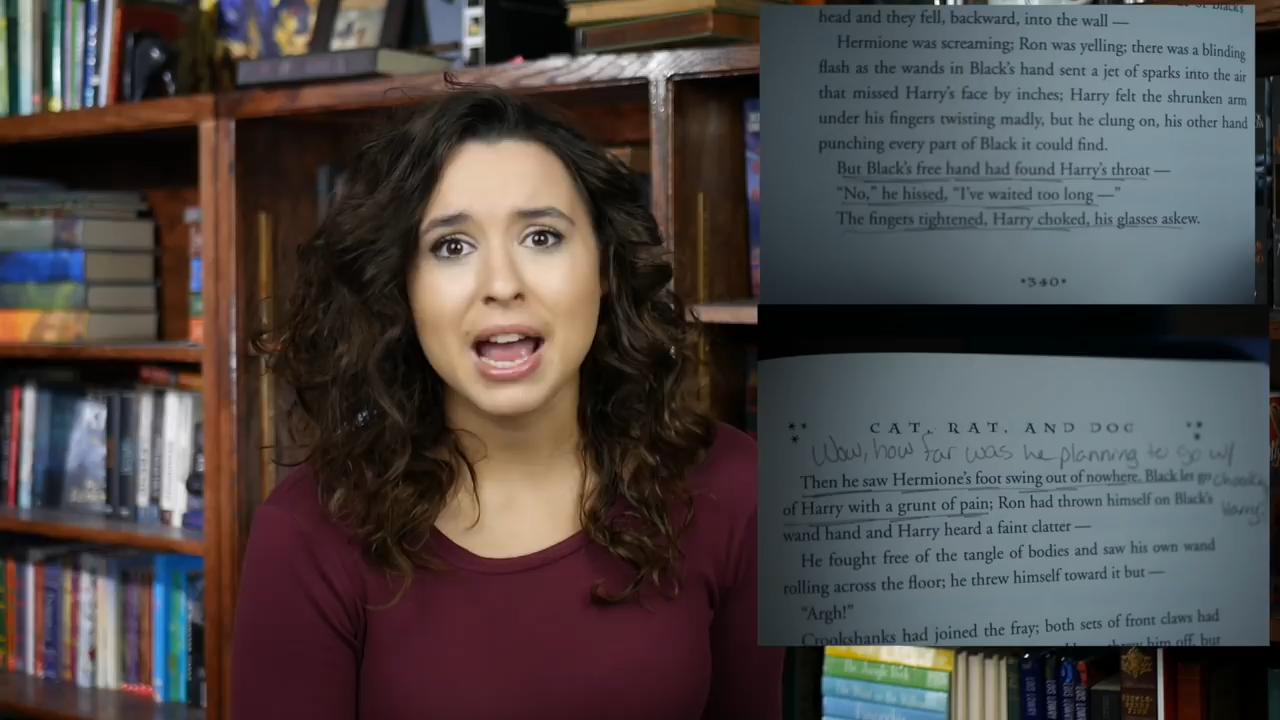 head and they fell, backward, into the wall —
Hermione was screaming; Ron was yelling; there was a blinding
flash as the wands in Black's hand sent a jet of sparks into the air
that missed Harry's face by inches; Harry felt the shrunken arm
under his fingers twisting madly, but he clung on, his other hand
punching every part of Black it could find.
But Black's free hand had found Harry's throat —
"No," he hissed, "I've waited too long —"
The fingers tightened, Harry choked, his glasses askew.
*340*
CAT, RAT, AND DOG
Wow, how far was he planning to go w/
choking
Harry?
Then he saw Hermione's foot swing out of nowhere. Black let go
of Harry with a grunt of pain; Ron had thrown himself on Black's
wand hand and Harry heard a faint clatter —
He fought free of the tangle of bodies and saw his own wand
rolling across the floor; he threw himself toward it but —
"Argh!"
Crookshanks had joined the fray; both sets of front claws had
him off, but